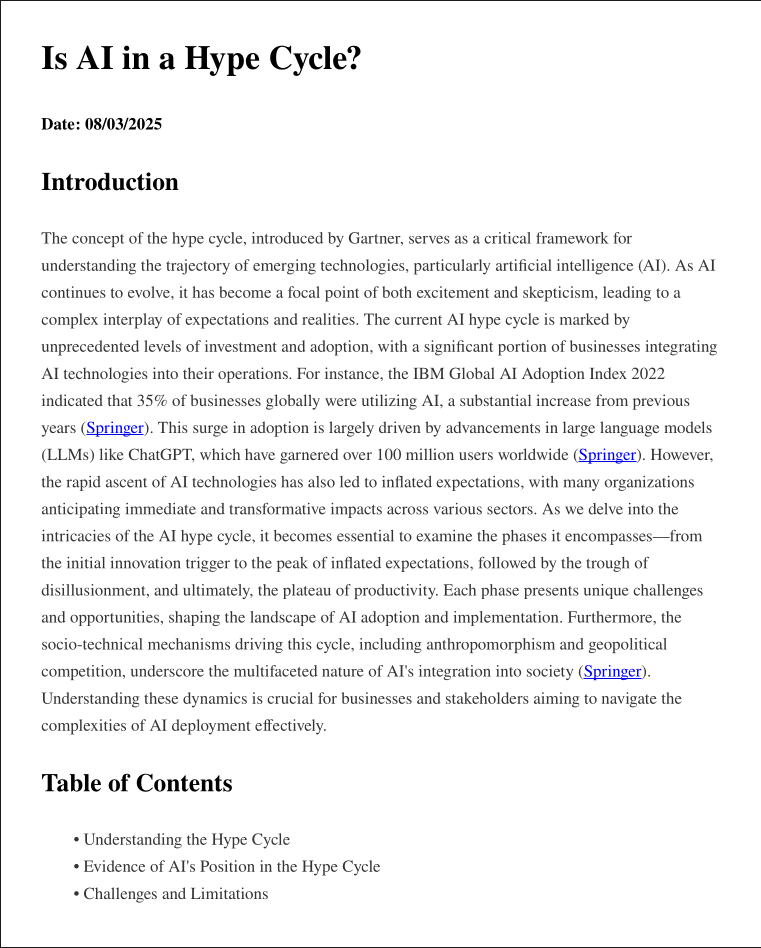 Is AI in a Hype Cycle?
Date: 08/03/2025
Introduction
The concept of the hype cycle, introduced by Gartner, serves as a critical framework for
understanding the trajectory of emerging technologies, particularly artificial intelligence (AI). As AI
continues to evolve, it has become a focal point of both excitement and skepticism, leading to a
complex interplay of expectations and realities. The current AI hype cycle is marked by
unprecedented levels of investment and adoption, with a significant portion of businesses integrating
AI technologies into their operations. For instance, the IBM Global AI Adoption Index 2022
indicated that 35% of businesses globally were utilizing AI, a substantial increase from previous
years (Springer). This surge in adoption is largely driven by advancements in large language models
(LLMs) like ChatGPT, which have garnered over 100 million users worldwide (Springer). However,
the rapid ascent of AI technologies has also led to inflated expectations, with many organizations
anticipating immediate and transformative impacts across various sectors. As we delve into the
intricacies of the AI hype cycle, it becomes essential to examine the phases it encompasses—from
the initial innovation trigger to the peak of inflated expectations, followed by the trough of
disillusionment, and ultimately, the plateau of productivity. Each phase presents unique challenges
and opportunities, shaping the landscape of AI adoption and implementation. Furthermore, the
socio-technical mechanisms driving this cycle, including anthropomorphism and geopolitical
competition, underscore the multifaceted nature of AI's integration into society (Springer).
Understanding these dynamics is crucial for businesses and stakeholders aiming to navigate the
complexities of AI deployment effectively.
Table of Contents
• Understanding the Hype Cycle
• Evidence of AI's Position in the Hype Cycle
• Challenges and Limitations